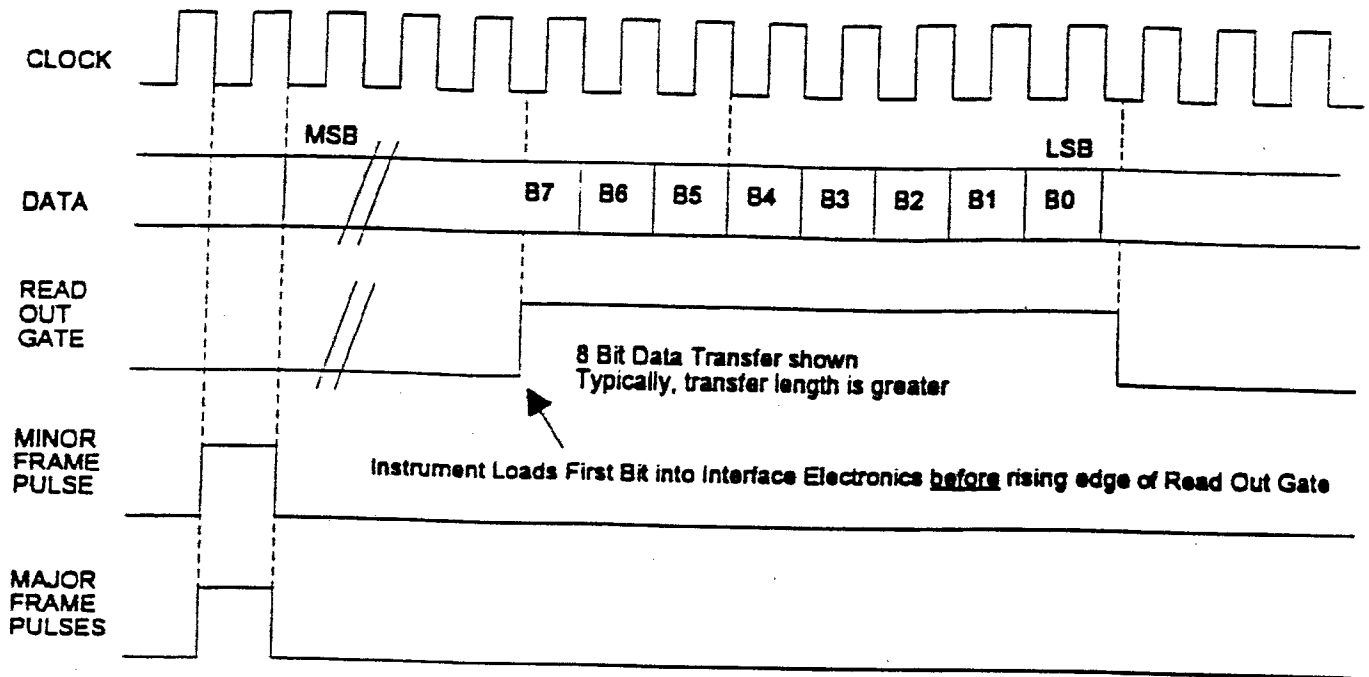 CLOCK
MSB
LSB
DATA
B7 B6 B5 B4 B3 B2 B1 B0
READ
OUT
GATE
8 Bit Data Transfer shown
Typically, transfer length is greater
MINOR
FRAME
PULSE
Instrument Loads First Bit into Interface Electronics before rising edge of Read Out Gate
MAJOR
FRAME
PULSES